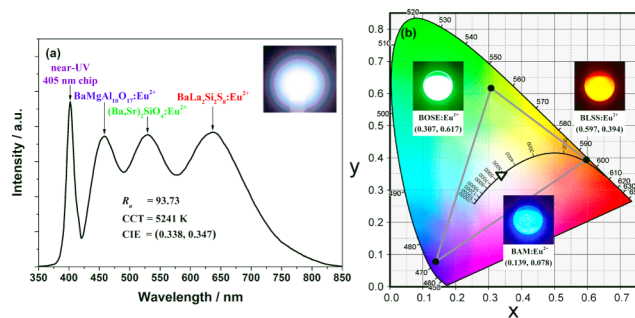 (a)
near-UV
405 nm chip
BaMgAl₁₀O₁₇:Eu²⁺
(Ba,Sr)₂SiO₄:Eu²⁺
BaLa₂Si₂S₈:Eu²⁺
Rₐ = 93.73
CCT = 5241 K
CIE = (0.338, 0.347)
Intensity / a.u.
350 400 450 500 550 600 650 700 750 800 850
Wavelength / nm
(b)
520
530
510
540
550
560
500
570
580
590
600
610
620
490
480
470
BOSE:Eu²⁺
(0.307, 0.617)
BLSS:Eu²⁺
(0.597, 0.394)
BAM:Eu²⁺
(0.139, 0.078)
0.8
0.7
0.6
0.5
0.4
0.3
0.2
0.1
0.0
y
0.0 0.1 0.2 0.3 0.4 0.5 0.6 0.7
x